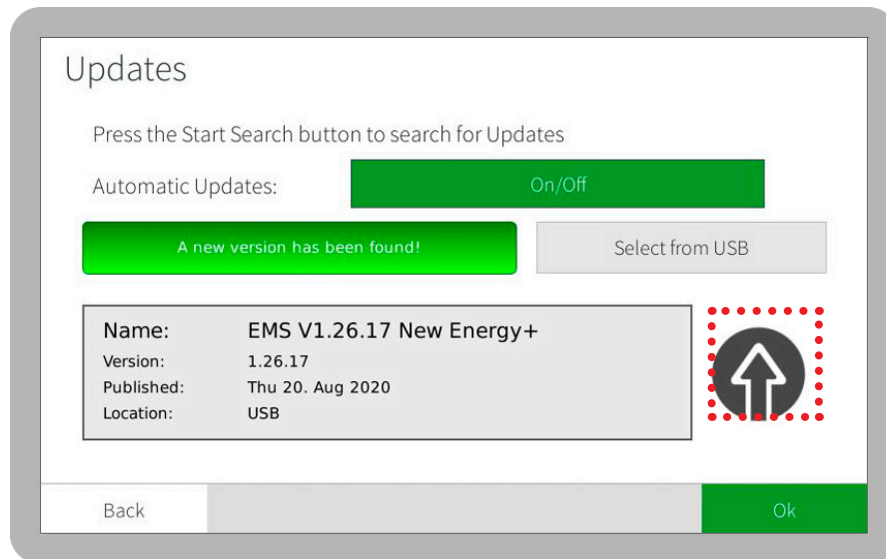 Updates
Press the Start Search button to search for Updates
Automatic Updates: On/Off
A new version has been found! Select from USB
Name: EMS V1.26.17 New Energy+
Version: 1.26.17
Published: Thu 20. Aug 2020
Location: USB
Back Ok